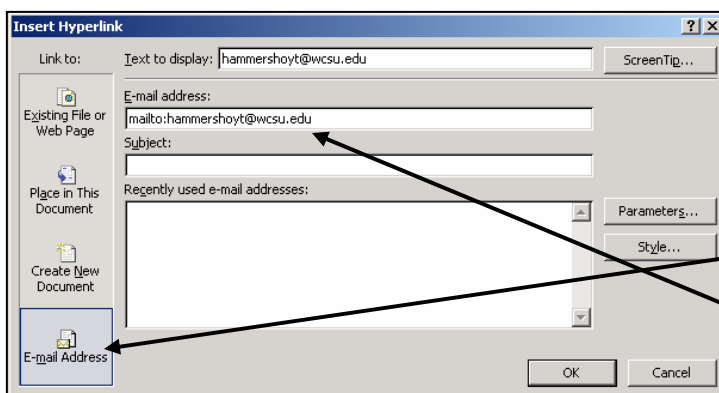 Insert Hyperlink
Link to:
Text to display: hammershoyt@wcsu.edu
ScreenTip...
Existing File or
Web Page
E-mail address:
mailto:hammershoyt@wcsu.edu
Subject:
Place in This
Document
Recently used e-mail addresses:
Parameters...
Style...
Create New
Document
E-mail Address
OK
Cancel